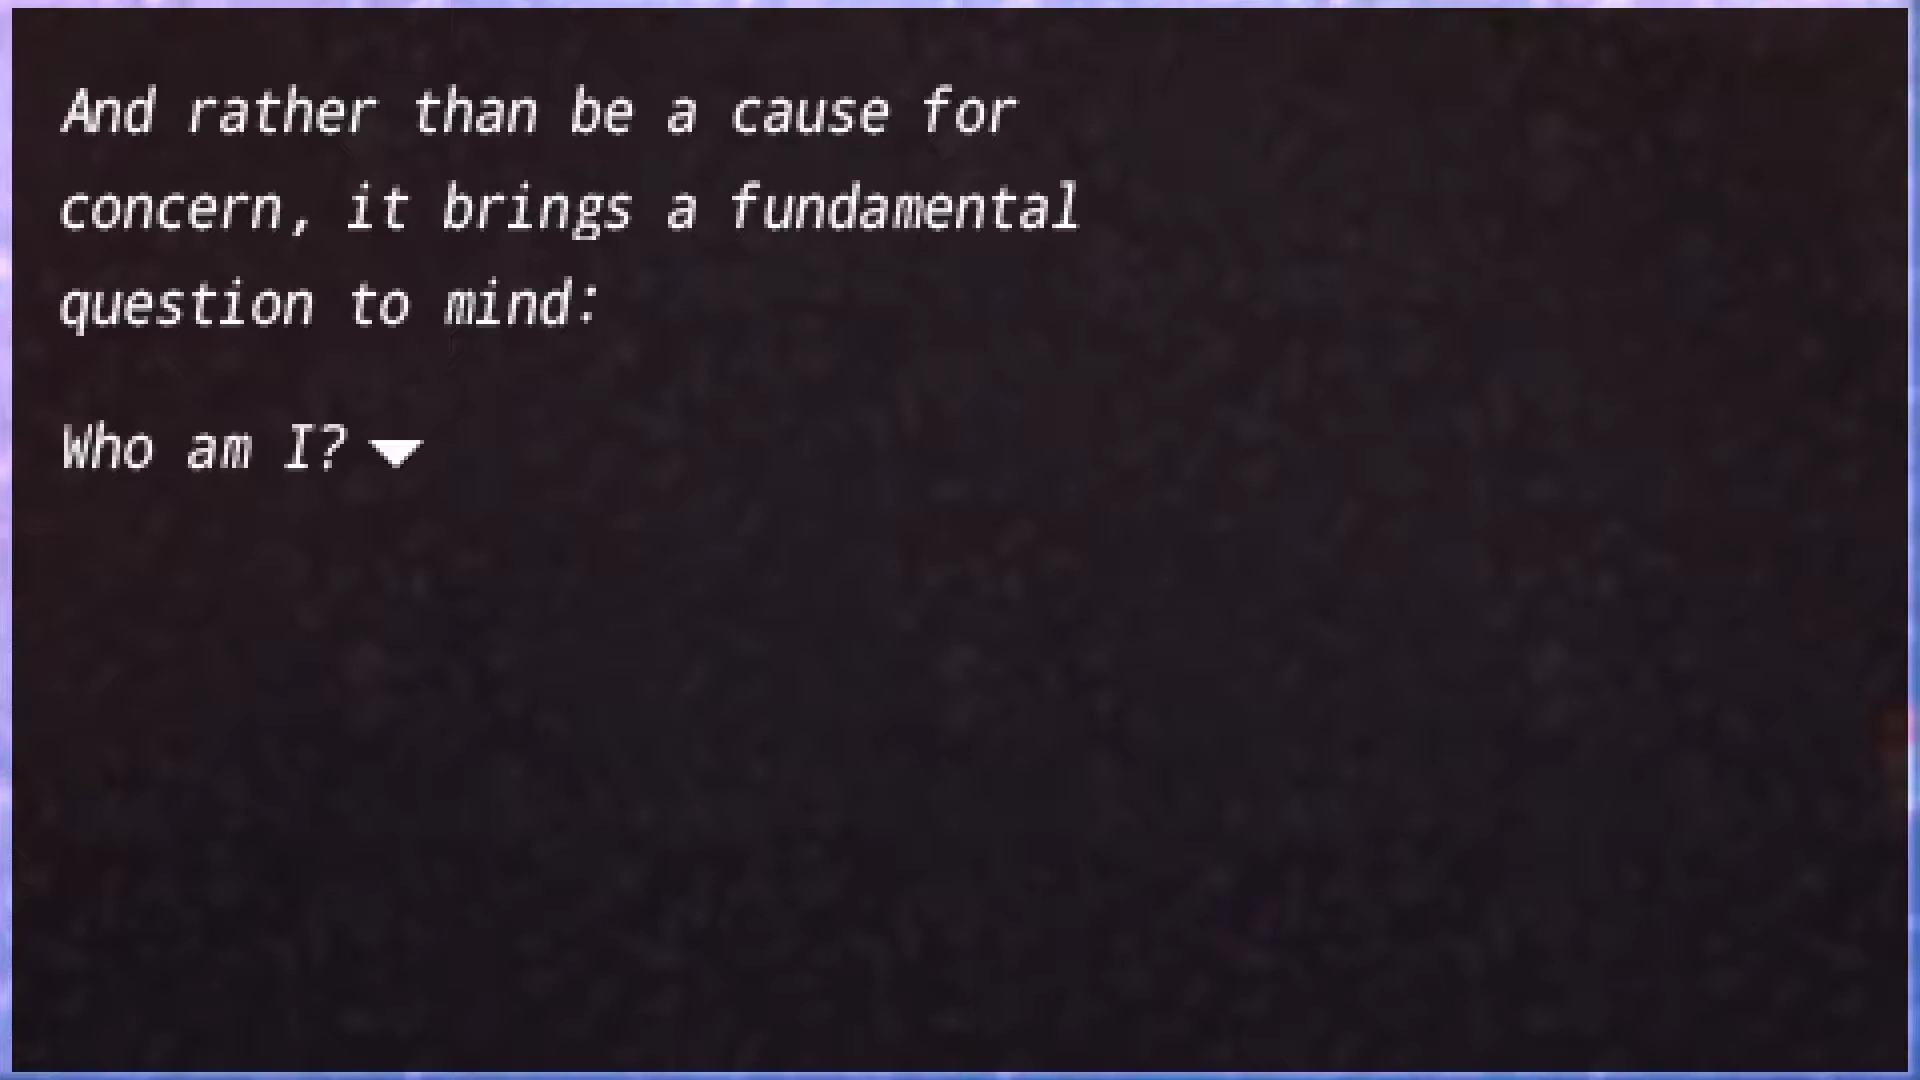 And rather than be a cause for
concern, it brings a fundamental
question to mind:
Who am I?